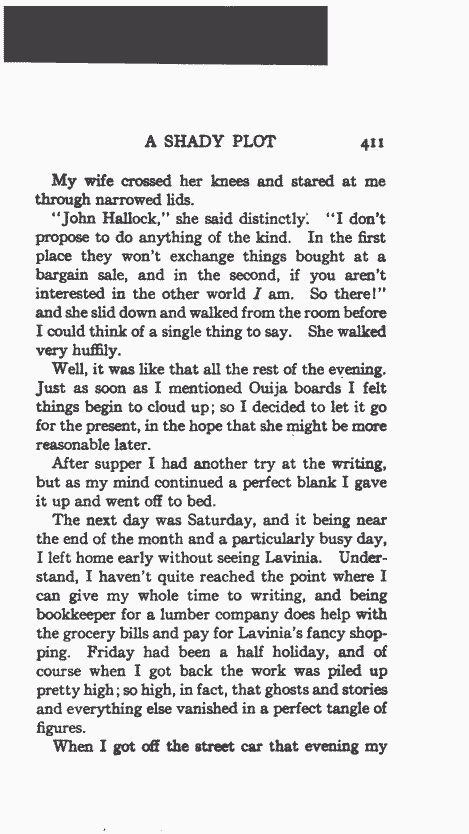 A SHADY PLOT 411
My wife crossed her knees and stared at me
through narrowed lids.
"John Hallock," she said distinctly. "I don't
propose to do anything of the kind. In the first
place they won't exchange things bought at a
bargain sale, and in the second, if you aren't
interested in the other world I am. So there!"
and she slid down and walked from the room before
I could think of a single thing to say. She walked
very huffily.
Well, it was like that all the rest of the evening.
Just as soon as I mentioned Ouija boards I felt
things begin to cloud up; so I decided to let it go
for the present, in the hope that she might be more
reasonable later.
After supper I had another try at the writing,
but as my mind continued a perfect blank I gave
it up and went off to bed.
The next day was Saturday, and it being near
the end of the month and a particularly busy day,
I left home early without seeing Lavinia. Under-
stand, I haven't quite reached the point where I
can give my whole time to writing, and being
bookkeeper for a lumber company does help with
the grocery bills and pay for Lavinia's fancy shop-
ping. Friday had been a half holiday, and of
course when I got back the work was piled up
pretty high; so high, in fact, that ghosts and stories
and everything else vanished in a perfect tangle of
figures.
When I got off the street car that evening my